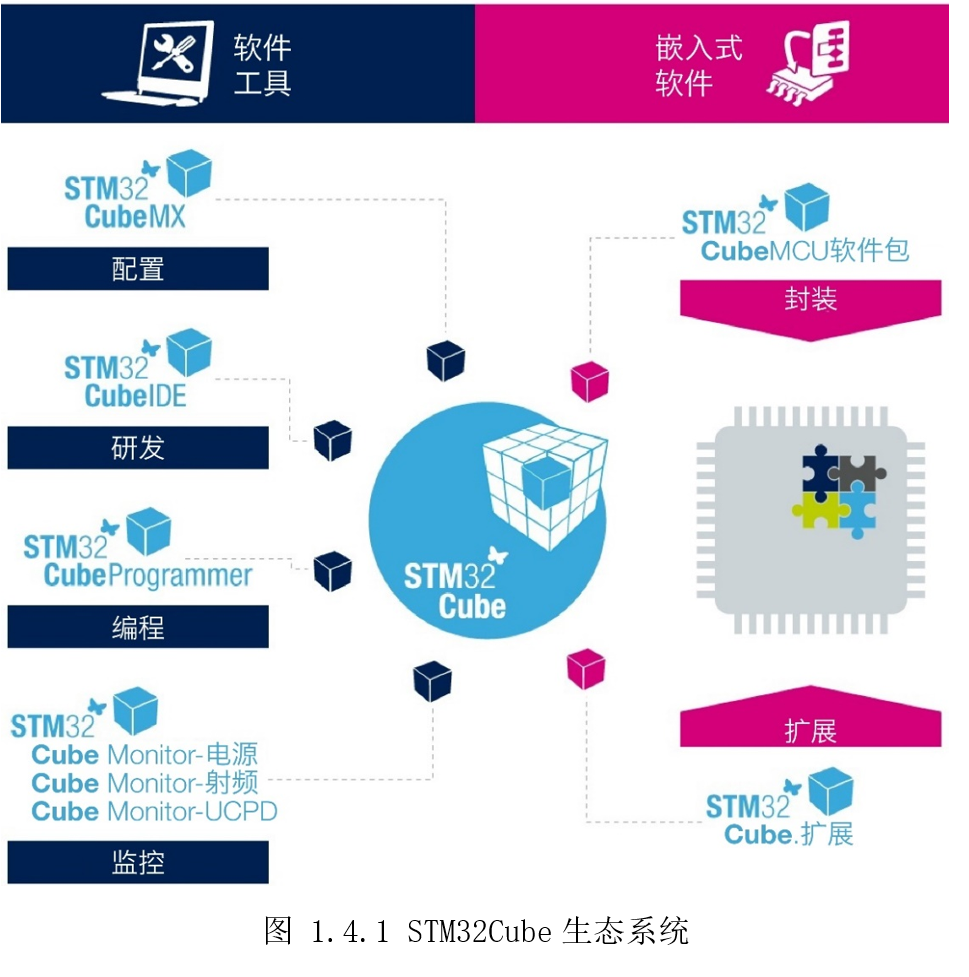 软件
工具
嵌入式
软件
STM32
CubeMX
配置
STM32
CubeIDE
研发
STM32
CubeProgrammer
编程
STM32
Cube Monitor-电源
Cube Monitor-射频
Cube Monitor-UCPD
监控
STM32
Cube
STM32
CubeMCU软件包
封装
扩展
STM32
Cube.扩展
图 1.4.1 STM32Cube 生态系统